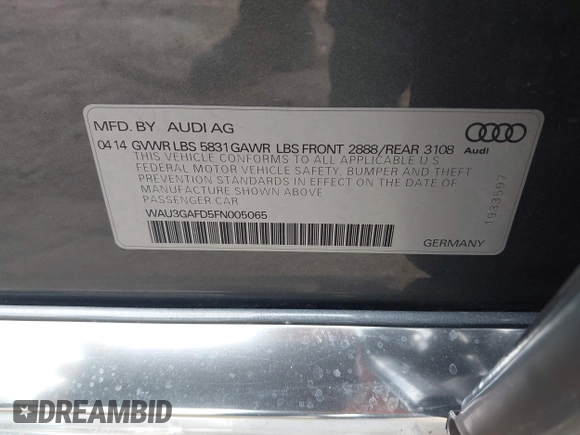 MFD. BY AUDI AG
04 14 GVWR LBS 5831 GAWR LBS FRONT 2888/REAR 3108
THIS VEHICLE CONFORMS TO ALL APPLICABLE U.S
FEDERAL MOTOR VEHICLE SAFETY, BUMPER AND THEFT
PREVENTION STANDARDS IN EFFECT ON THE DATE OF
MANUFACTURE SHOWN ABOVE
PASSENGER CAR
WAU3GAFD5FN005065
Audi
1933597
GERMANY
DREAMBID